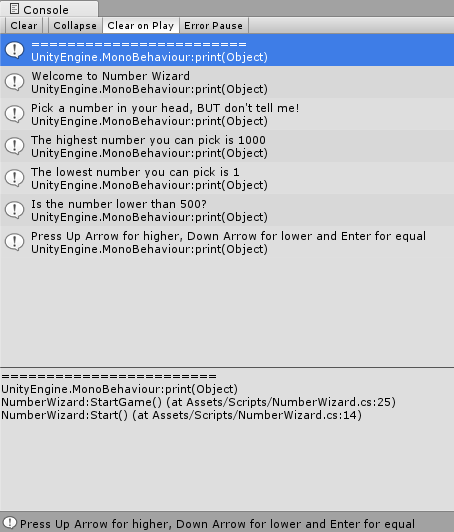 Console
Clear Collapse Clear on Play Error Pause
========================
UnityEngine.MonoBehaviour:print(Object)
Welcome to Number Wizard
UnityEngine.MonoBehaviour:print(Object)
Pick a number in your head, BUT don't tell me!
UnityEngine.MonoBehaviour:print(Object)
The highest number you can pick is 1000
UnityEngine.MonoBehaviour:print(Object)
The lowest number you can pick is 1
UnityEngine.MonoBehaviour:print(Object)
Is the number lower than 500?
UnityEngine.MonoBehaviour:print(Object)
Press Up Arrow for higher, Down Arrow for lower and Enter for equal
UnityEngine.MonoBehaviour:print(Object)
========================
UnityEngine.MonoBehaviour:print(Object)
NumberWizard:StartGame() (at Assets/Scripts/NumberWizard.cs:25)
NumberWizard:Start() (at Assets/Scripts/NumberWizard.cs:14)
Press Up Arrow for higher, Down Arrow for lower and Enter for equal